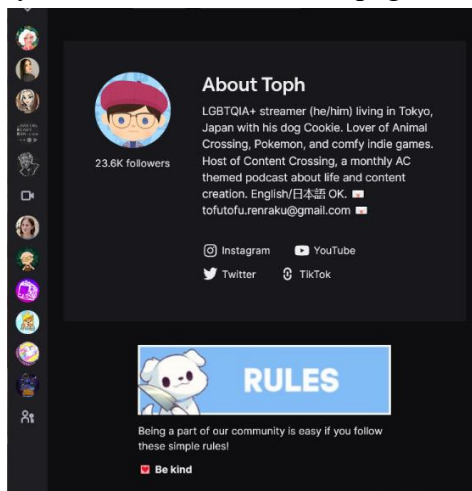 About Toph
LGBTQIA+ streamer (he/him) living in Tokyo,
Japan with his dog Cookie. Lover of Animal
Crossing, Pokemon, and comfy indie games.
Host of Content Crossing, a monthly AC
themed podcast about life and content
creation. English/日本語 OK. 💌
tofutofu.renraku@gmail.com 💌
23.6K followers
Instagram YouTube
Twitter TikTok
RULES
Being a part of our community is easy if you follow
these simple rules!
Be kind